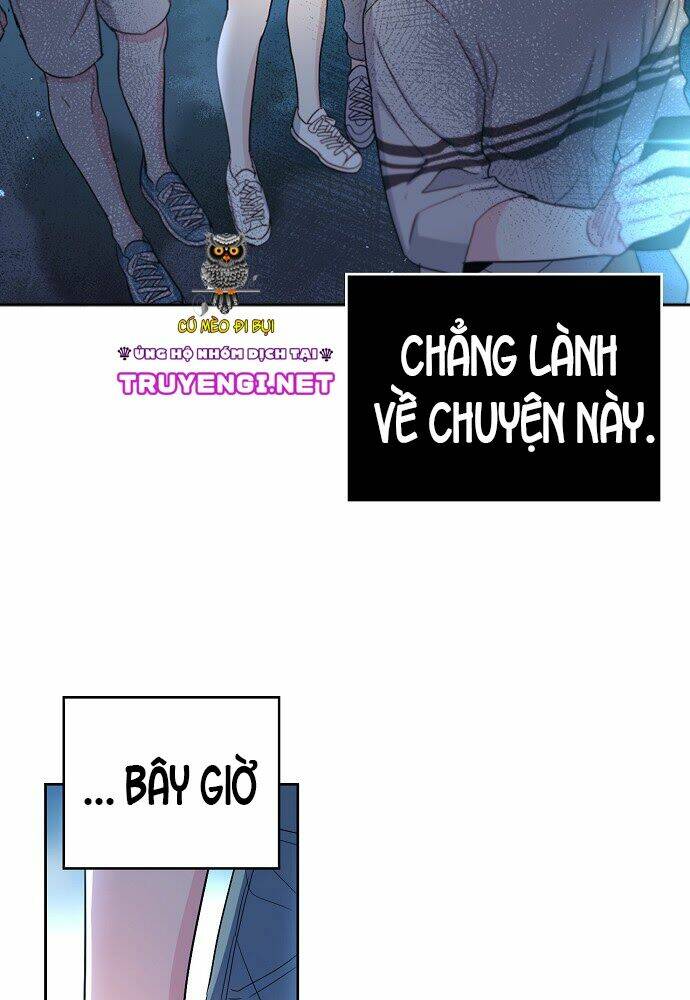 CÚ MÈO ĐI BỤI
ỦNG HỘ NHÓM DỊCH TẠI
TRUYENGI.NET
CHẲNG LÀNH
VỀ CHUYỆN NÀY.
... BÂY GIỜ